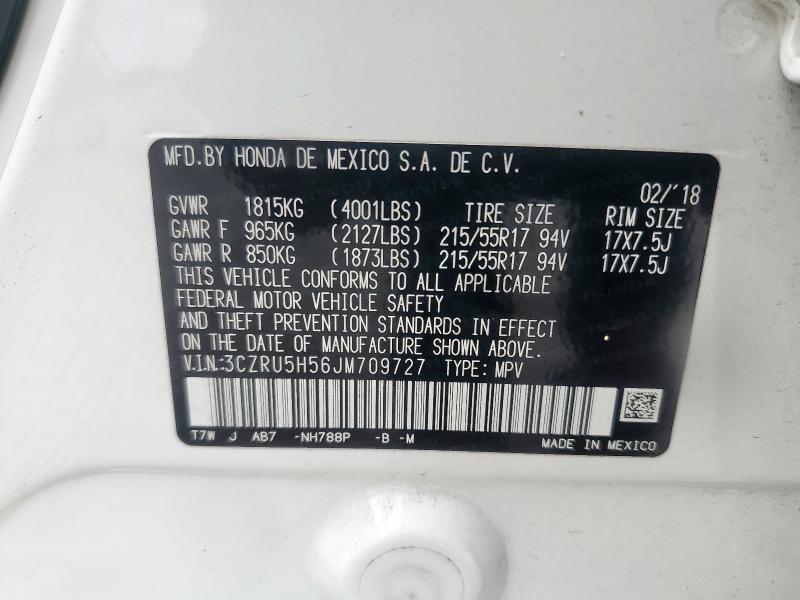 MFD.BY HONDA DE MEXICO S.A. DE C.V.
02/'18
GVWR 1815KG (4001LBS) TIRE SIZE RIM SIZE
GAWR F 965KG (2127LBS) 215/55R17 94V 17X7.5J
GAWR R 850KG (1873LBS) 215/55R17 94V 17X7.5J
THIS VEHICLE CONFORMS TO ALL APPLICABLE
FEDERAL MOTOR VEHICLE SAFETY
AND THEFT PREVENTION STANDARDS IN EFFECT
ON THE DATE OF MANUFACTURE SHOWN ABOVE.
V.I.N.:3CZRU5H56JM709727 TYPE: MPV
T7W J AB7 -NH788P -B -M
MADE IN MEXICO